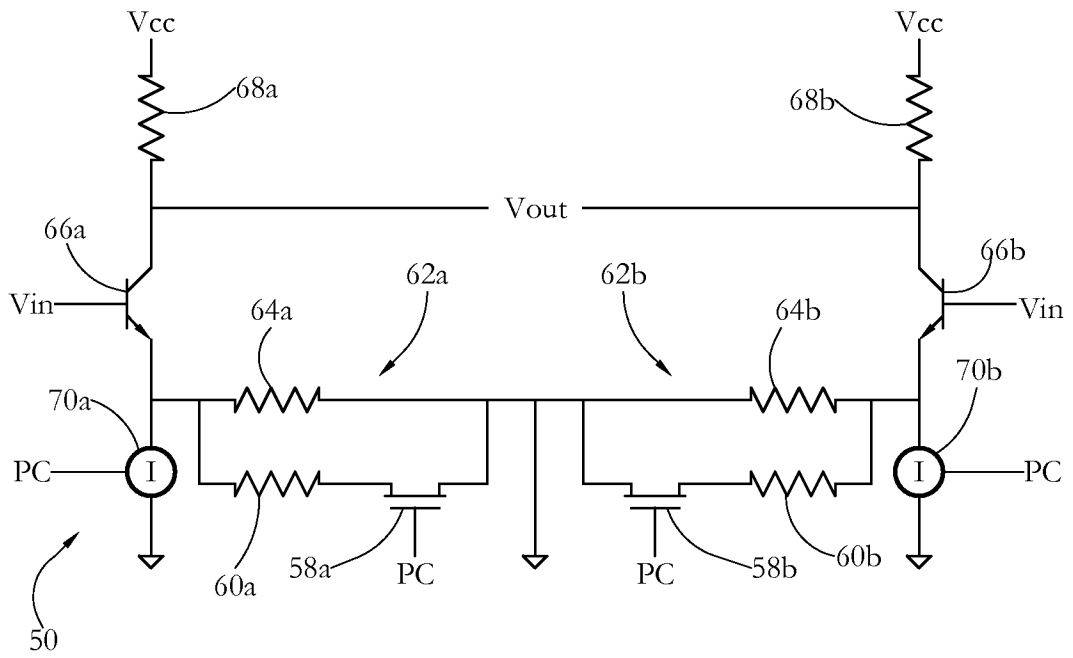 Vcc
Vcc
68a
68b
Vout
66a
66b
62a
62b
Vin
64a
64b
Vin
70a
70b
PC
I
I
PC
58a
PC
PC
58b
60a
60b
50